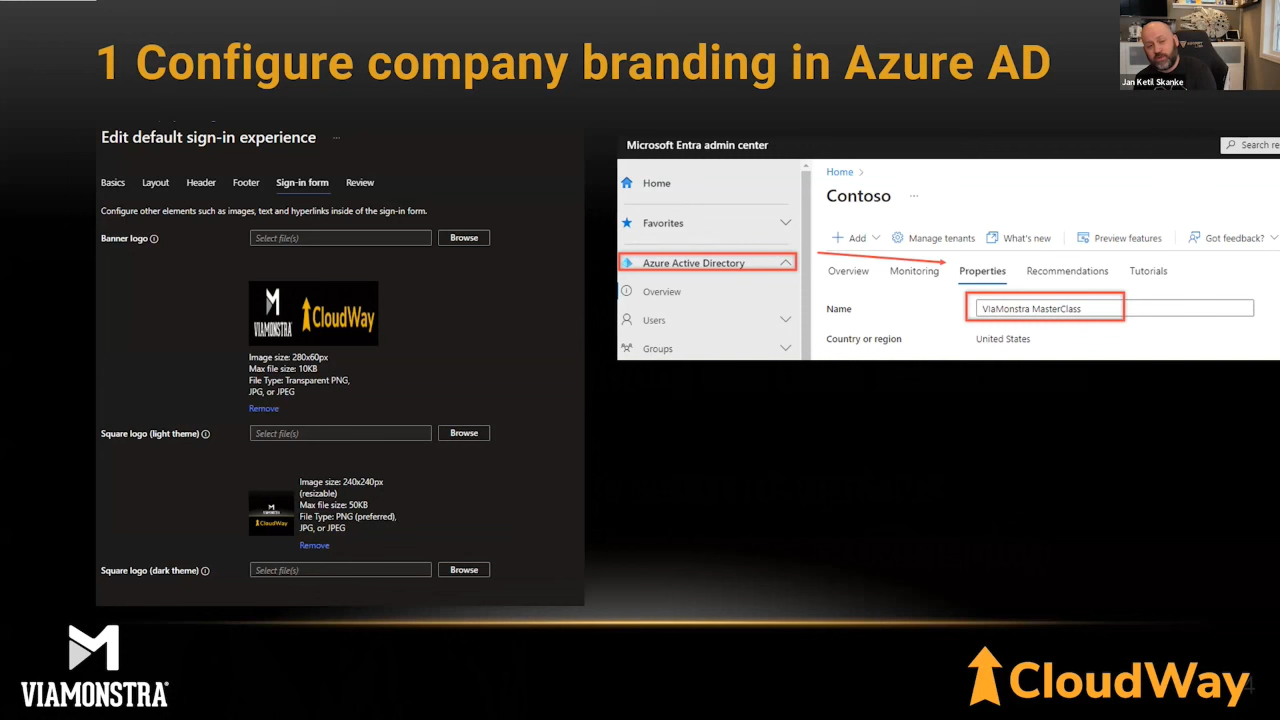 1 Configure company branding in Azure AD
Jan Ketil Skanke
Edit default sign-in experience ...
Basics Layout Header Footer Sign-in form Review
Configure other elements such as images, text and hyperlinks inside of the sign-in form.
Banner logo
Select file(s) Browse
VIAMONSTRA CloudWay
Image size: 280x60px
Max file size: 10KB
File Type: Transparent PNG,
JPG, or JPEG
Remove
Square logo (light theme)
Select file(s) Browse
VIAMONSTRA
CloudWay
Image size: 240x240px
(resizable)
Max file size: 50KB
File Type: PNG (preferred),
JPG, or JPEG
Remove
Square logo (dark theme)
Select file(s) Browse
Microsoft Entra admin center
Search re
Home
Favorites
Azure Active Directory
Overview
Users
Groups
Home >
Contoso ...
Add Manage tenants What's new Preview features Got feedback?
Overview Monitoring Properties Recommendations Tutorials
Name ViaMonstra MasterClass
Country or region United States
VIAMONSTRA
CloudWay